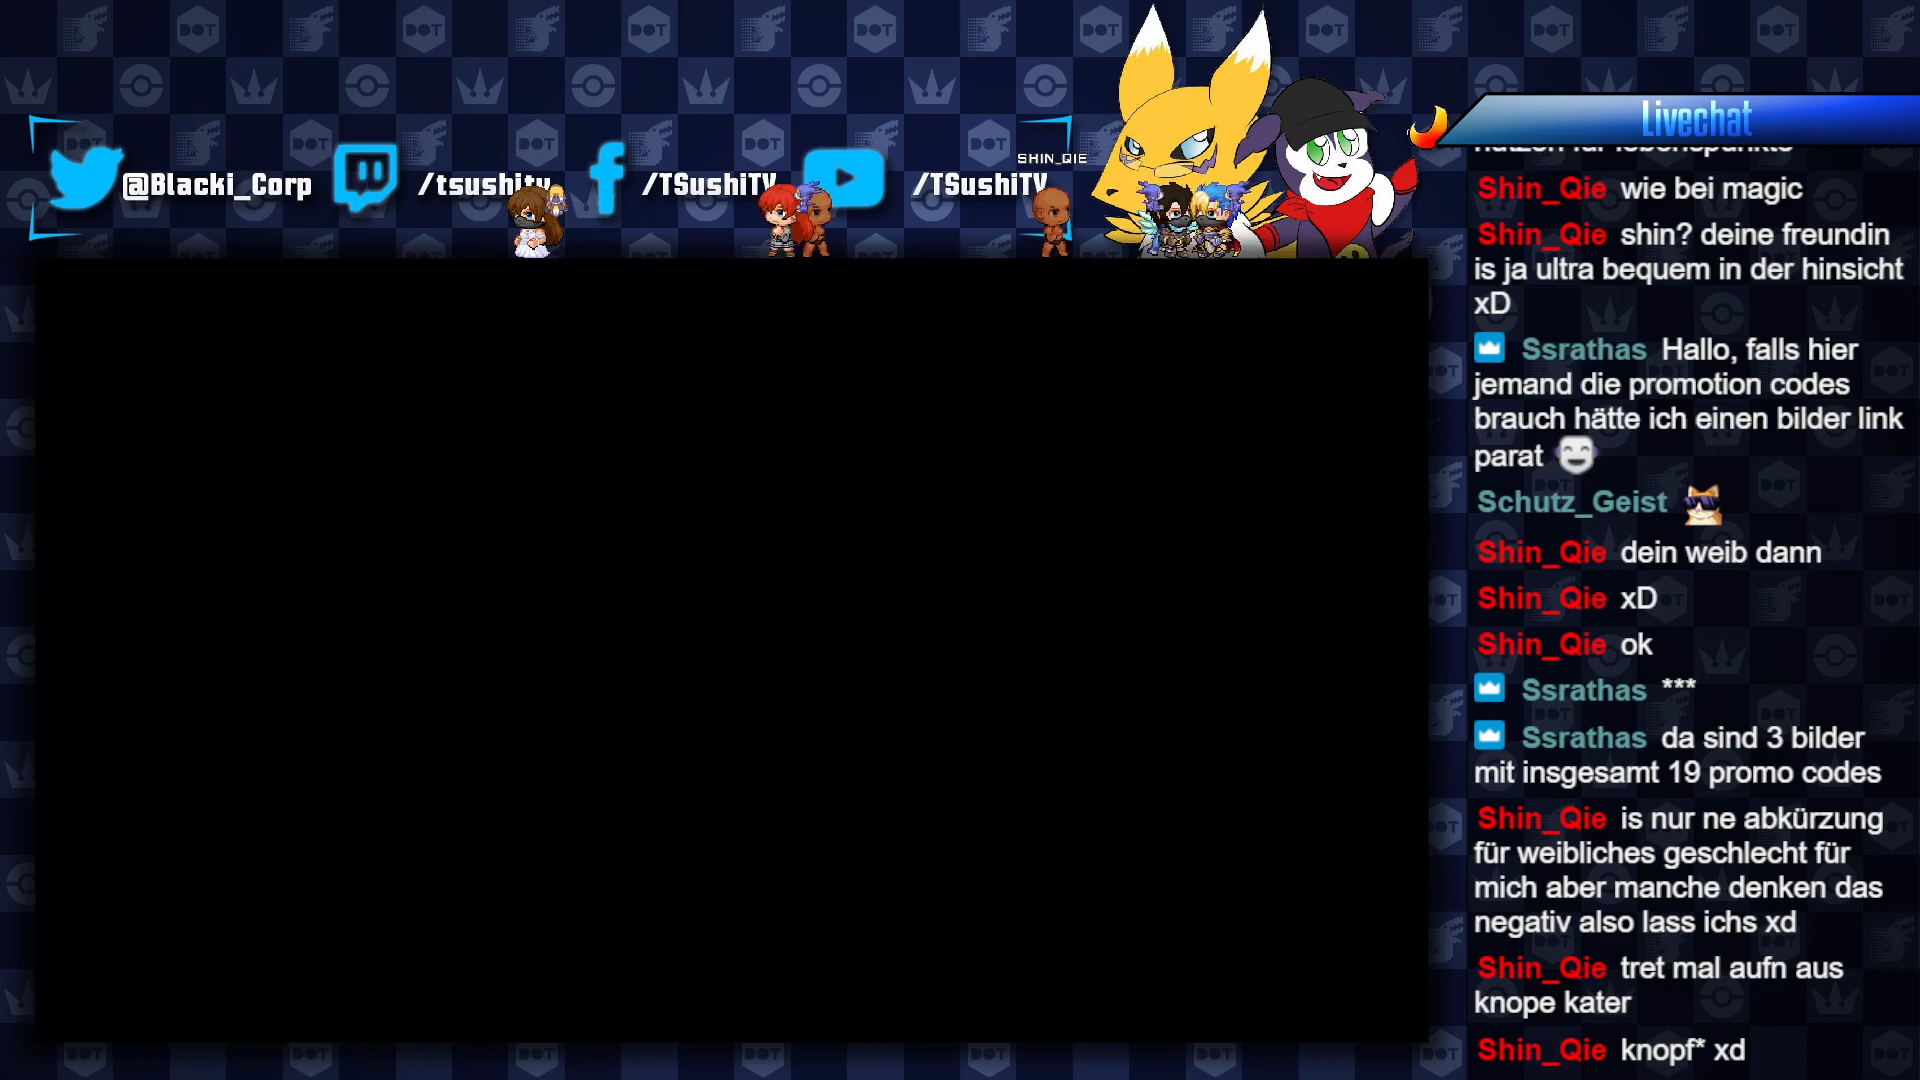 @Blacki_Corp
/tsushitv
/TSushiTV
/TSushiTV
SHIN_QIE
Livechat
nutzen für lebenspunkte
Shin_Qie wie bei magic
Shin_Qie shin? deine freundin
is ja ultra bequem in der hinsicht
xD
Ssrathas Hallo, falls hier
jemand die promotion codes
brauch hätte ich einen bilder link
parat
Schutz_Geist
Shin_Qie dein weib dann
Shin_Qie xD
Shin_Qie ok
Ssrathas ***
Ssrathas da sind 3 bilder
mit insgesamt 19 promo codes
Shin_Qie is nur ne abkürzung
für weibliches geschlecht für
mich aber manche denken das
negativ also lass ichs xd
Shin_Qie tret mal aufn aus
knope kater
Shin_Qie knopf* xd